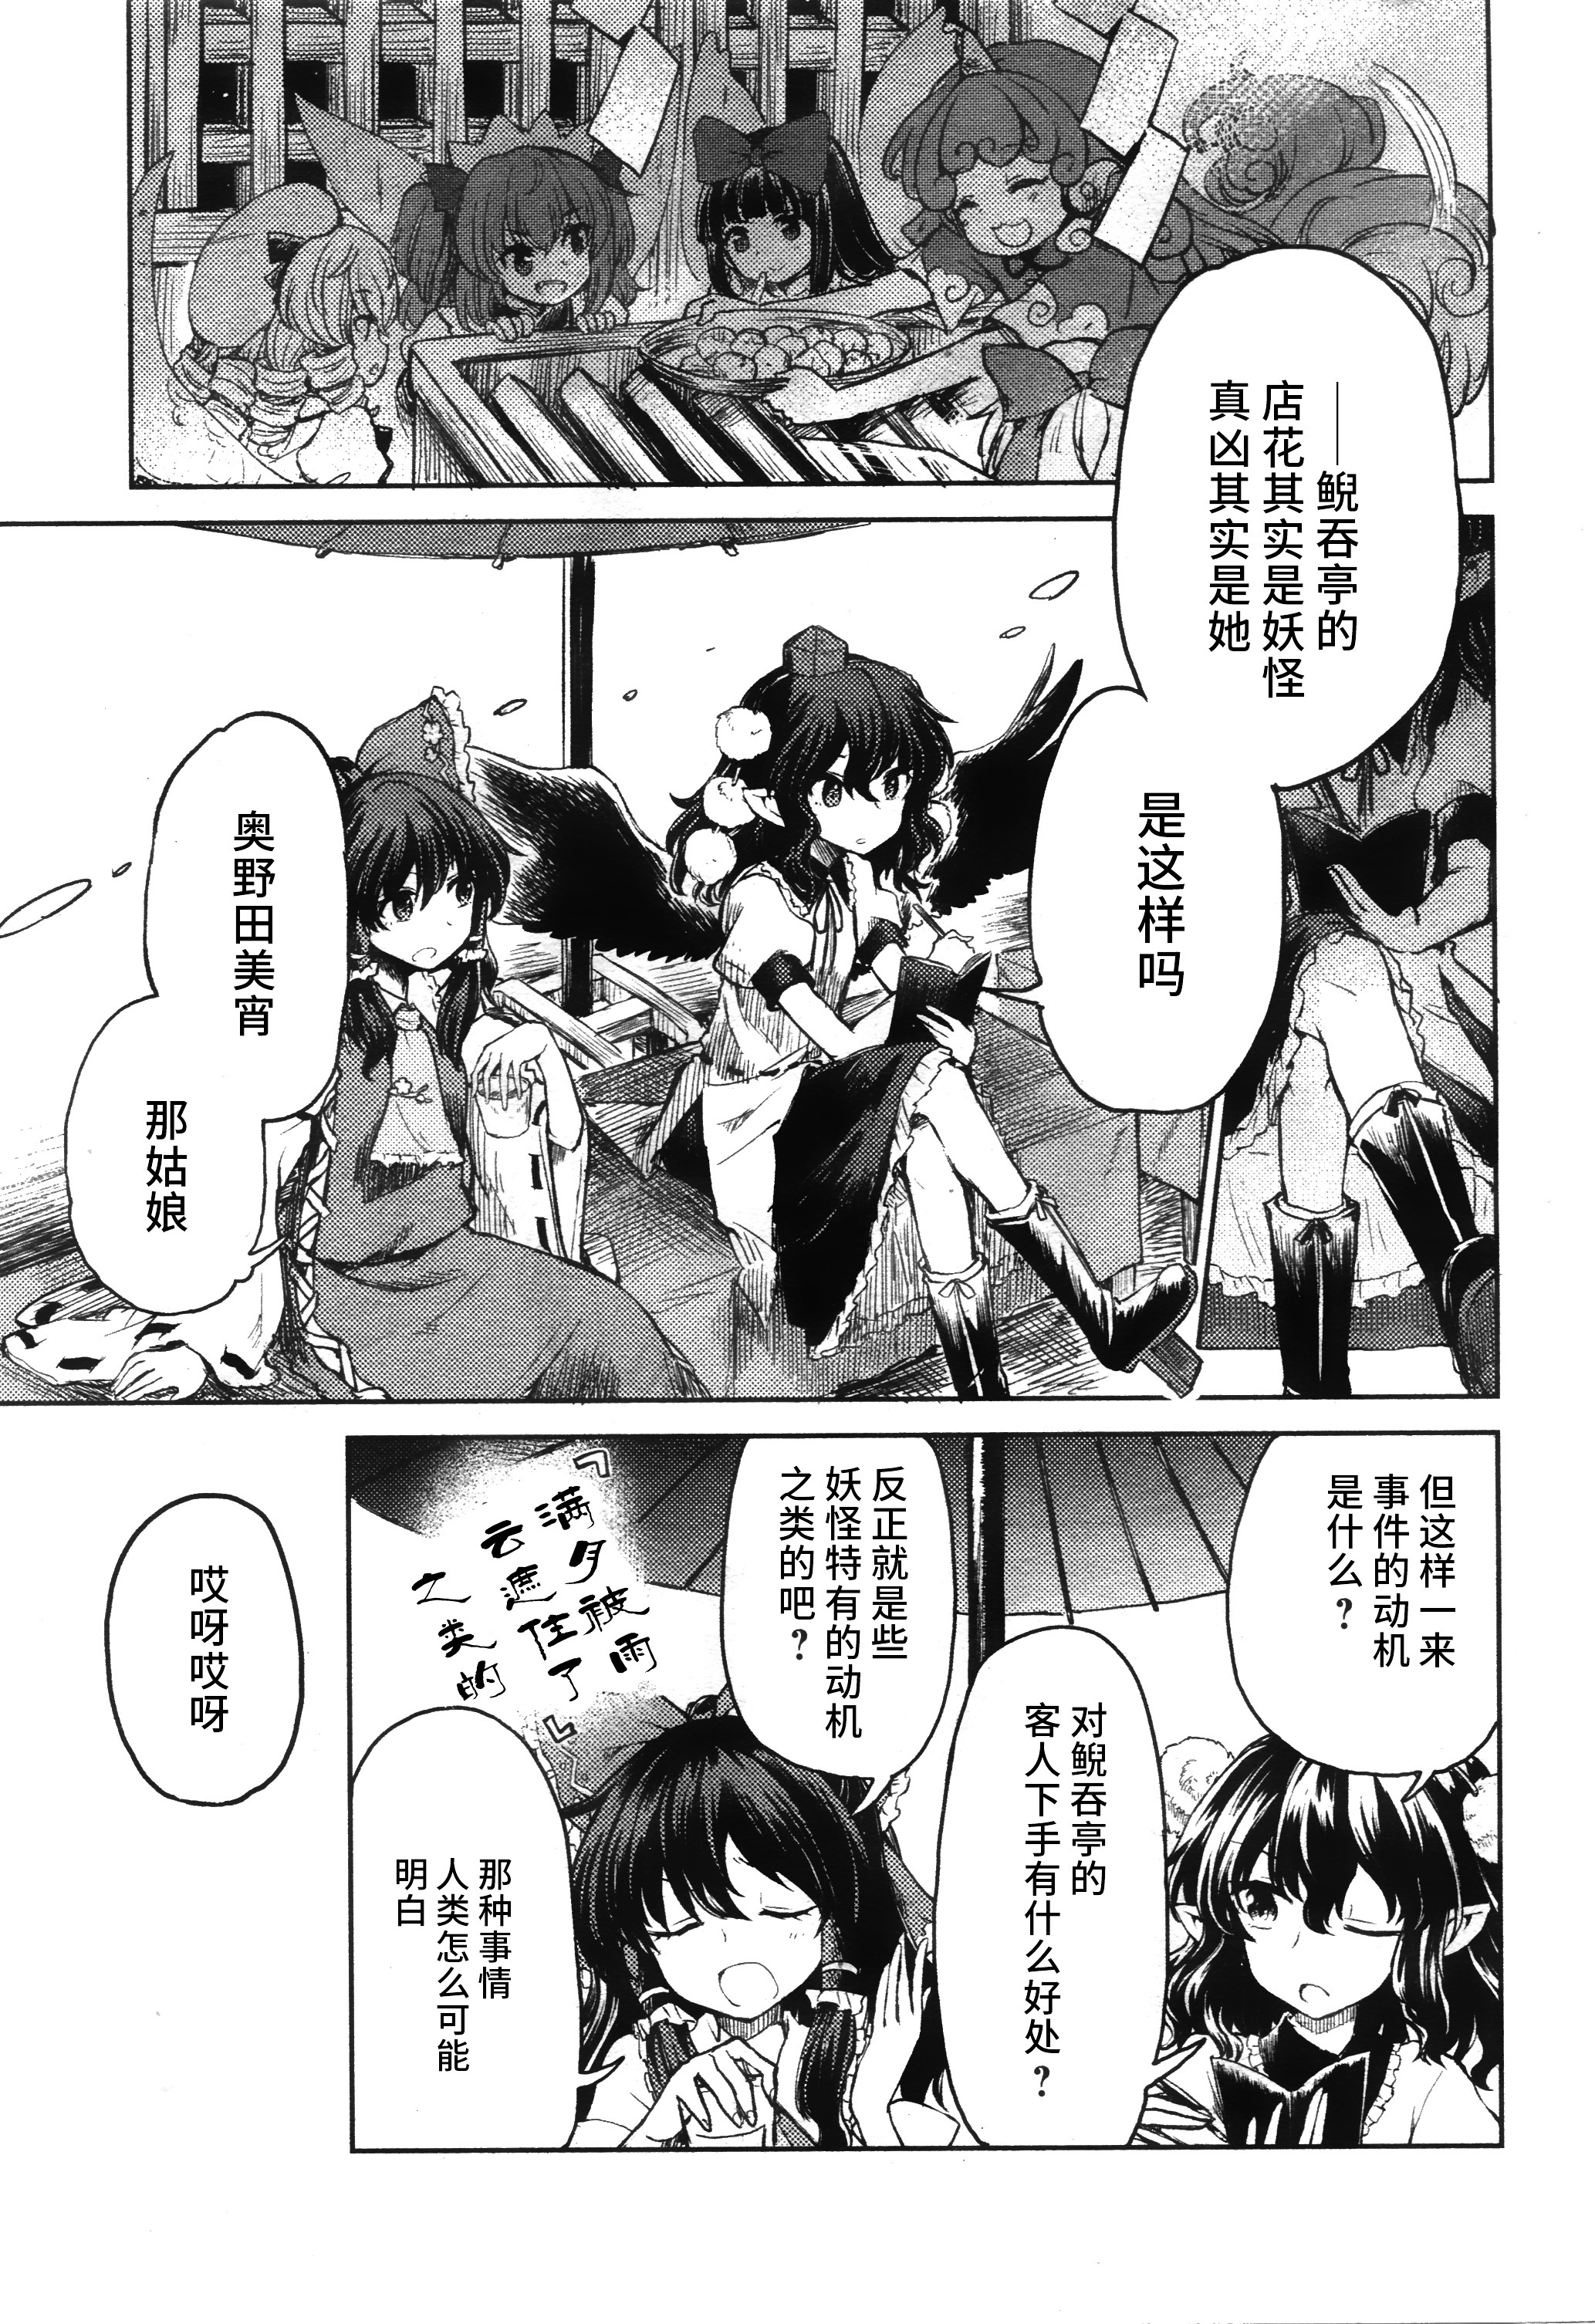 ——鲵吞亭的
店花其实是妖怪
真凶其实是她
是这样吗
奥野田美宵
那姑娘
但这样一来
事件的动机
是什么？
对鲵吞亭的
客人下手有什么好处？
反正就是些
妖怪特有的动机
之类的吧？
『满月被雨
云遮住了』
之类的
那种事情
人类怎么可能
明白
哎呀哎呀